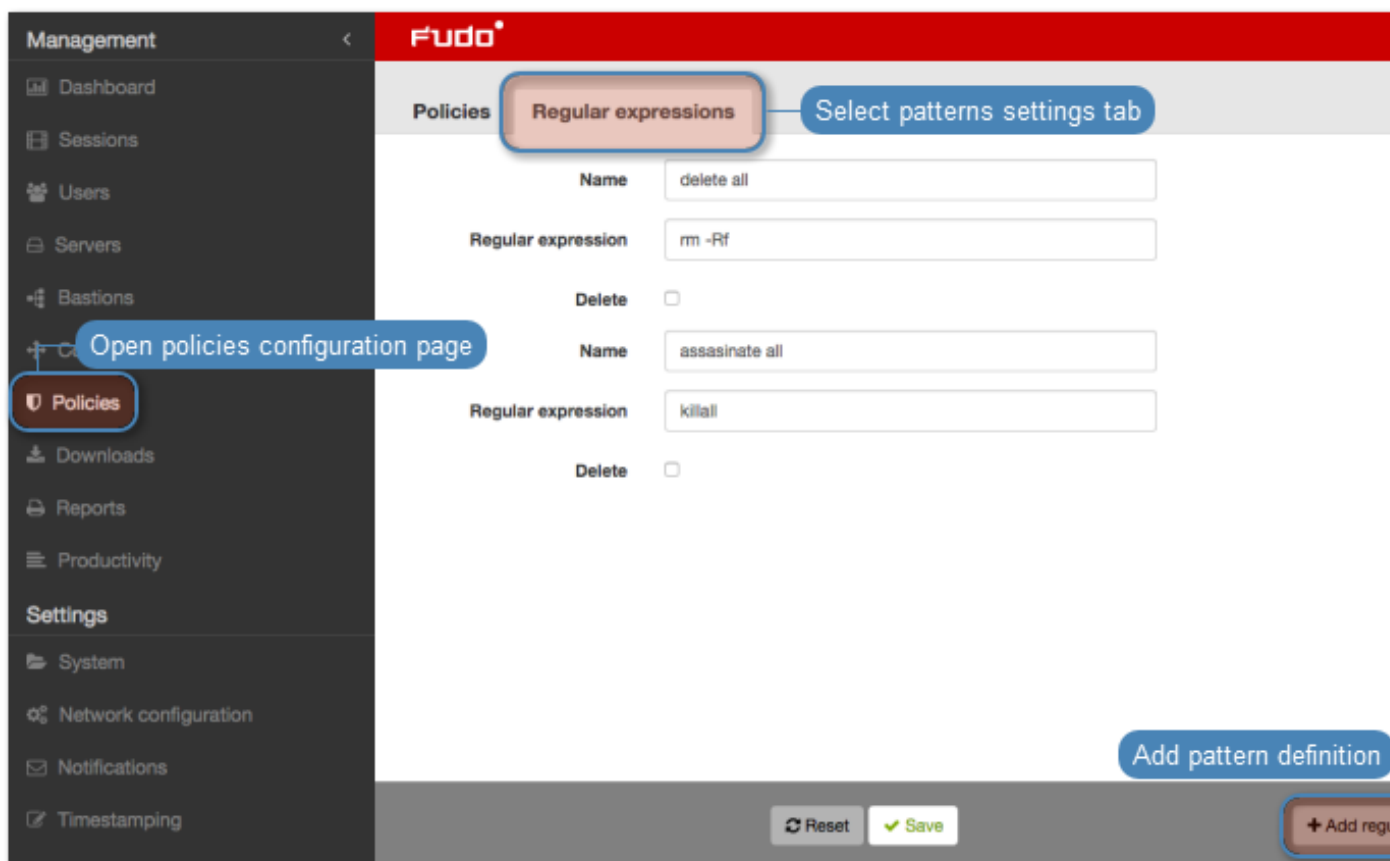 Management
Dashboard
Sessions
Users
Servers
Bastions
Open policies configuration page
Policies
Downloads
Reports
Productivity
Settings
System
Network configuration
Notifications
Timestamping
Fudo
Policies
Regular expressions
Select patterns settings tab
Name
delete all
Regular expression
rm -Rf
Delete
Name
assasinate all
Regular expression
killall
Delete
Add pattern definition
Reset
Save
+ Add regu